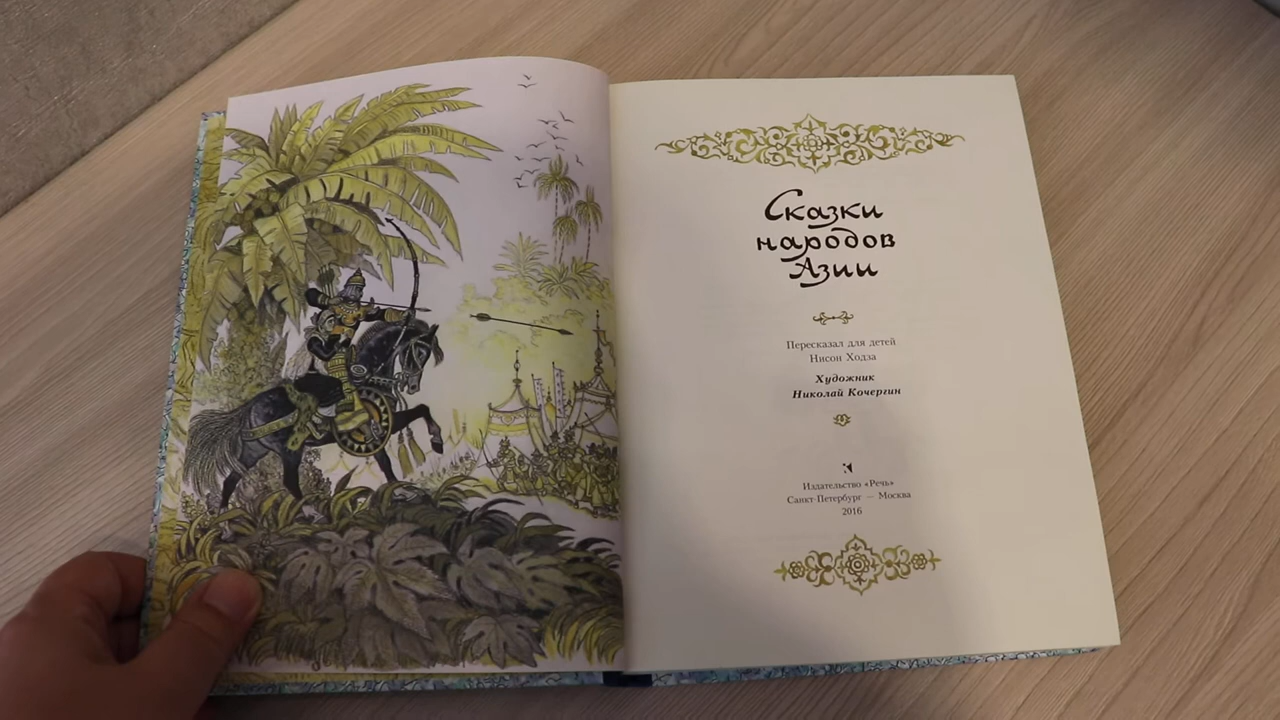 Сказки
народов
Азии
Пересказал для детей
Нисон Ходза
Художник
Николай Кочергин
Издательство «Речь»
Санкт-Петербург — Москва
2016